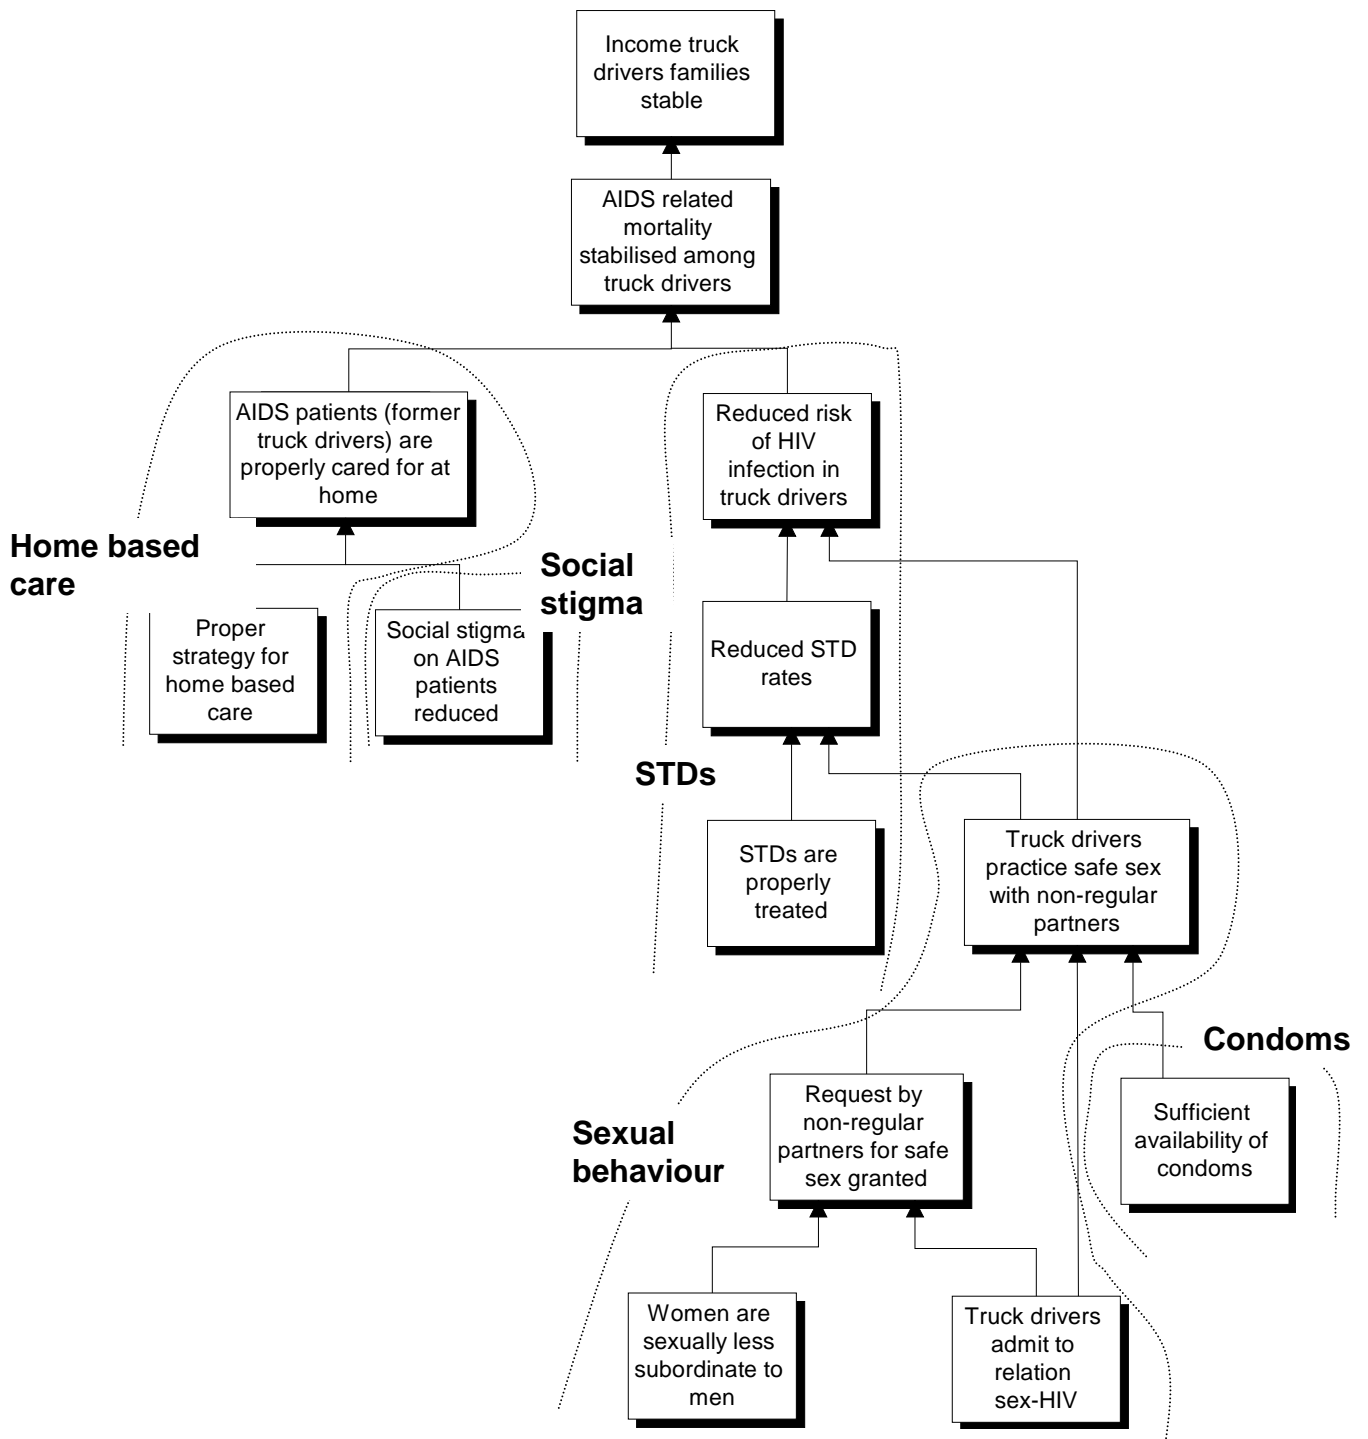 Income truck
drivers families
stable
AIDS related
mortality
stabilised among
truck drivers
AIDS patients (former
truck drivers) are
properly cared for at
home
Reduced risk
of HIV
infection in
truck drivers
Home based
care
Social
stigma
Proper
strategy for
home based
care
Social stigma
on AIDS
patients
reduced
Reduced STD
rates
STDs
STDs are
properly
treated
Truck drivers
practice safe sex
with non-regular
partners
Condoms
Request by
non-regular
partners for safe
sex granted
Sufficient
availability of
condoms
Sexual
behaviour
Women are
sexually less
subordinate to
men
Truck drivers
admit to
relation
sex-HIV